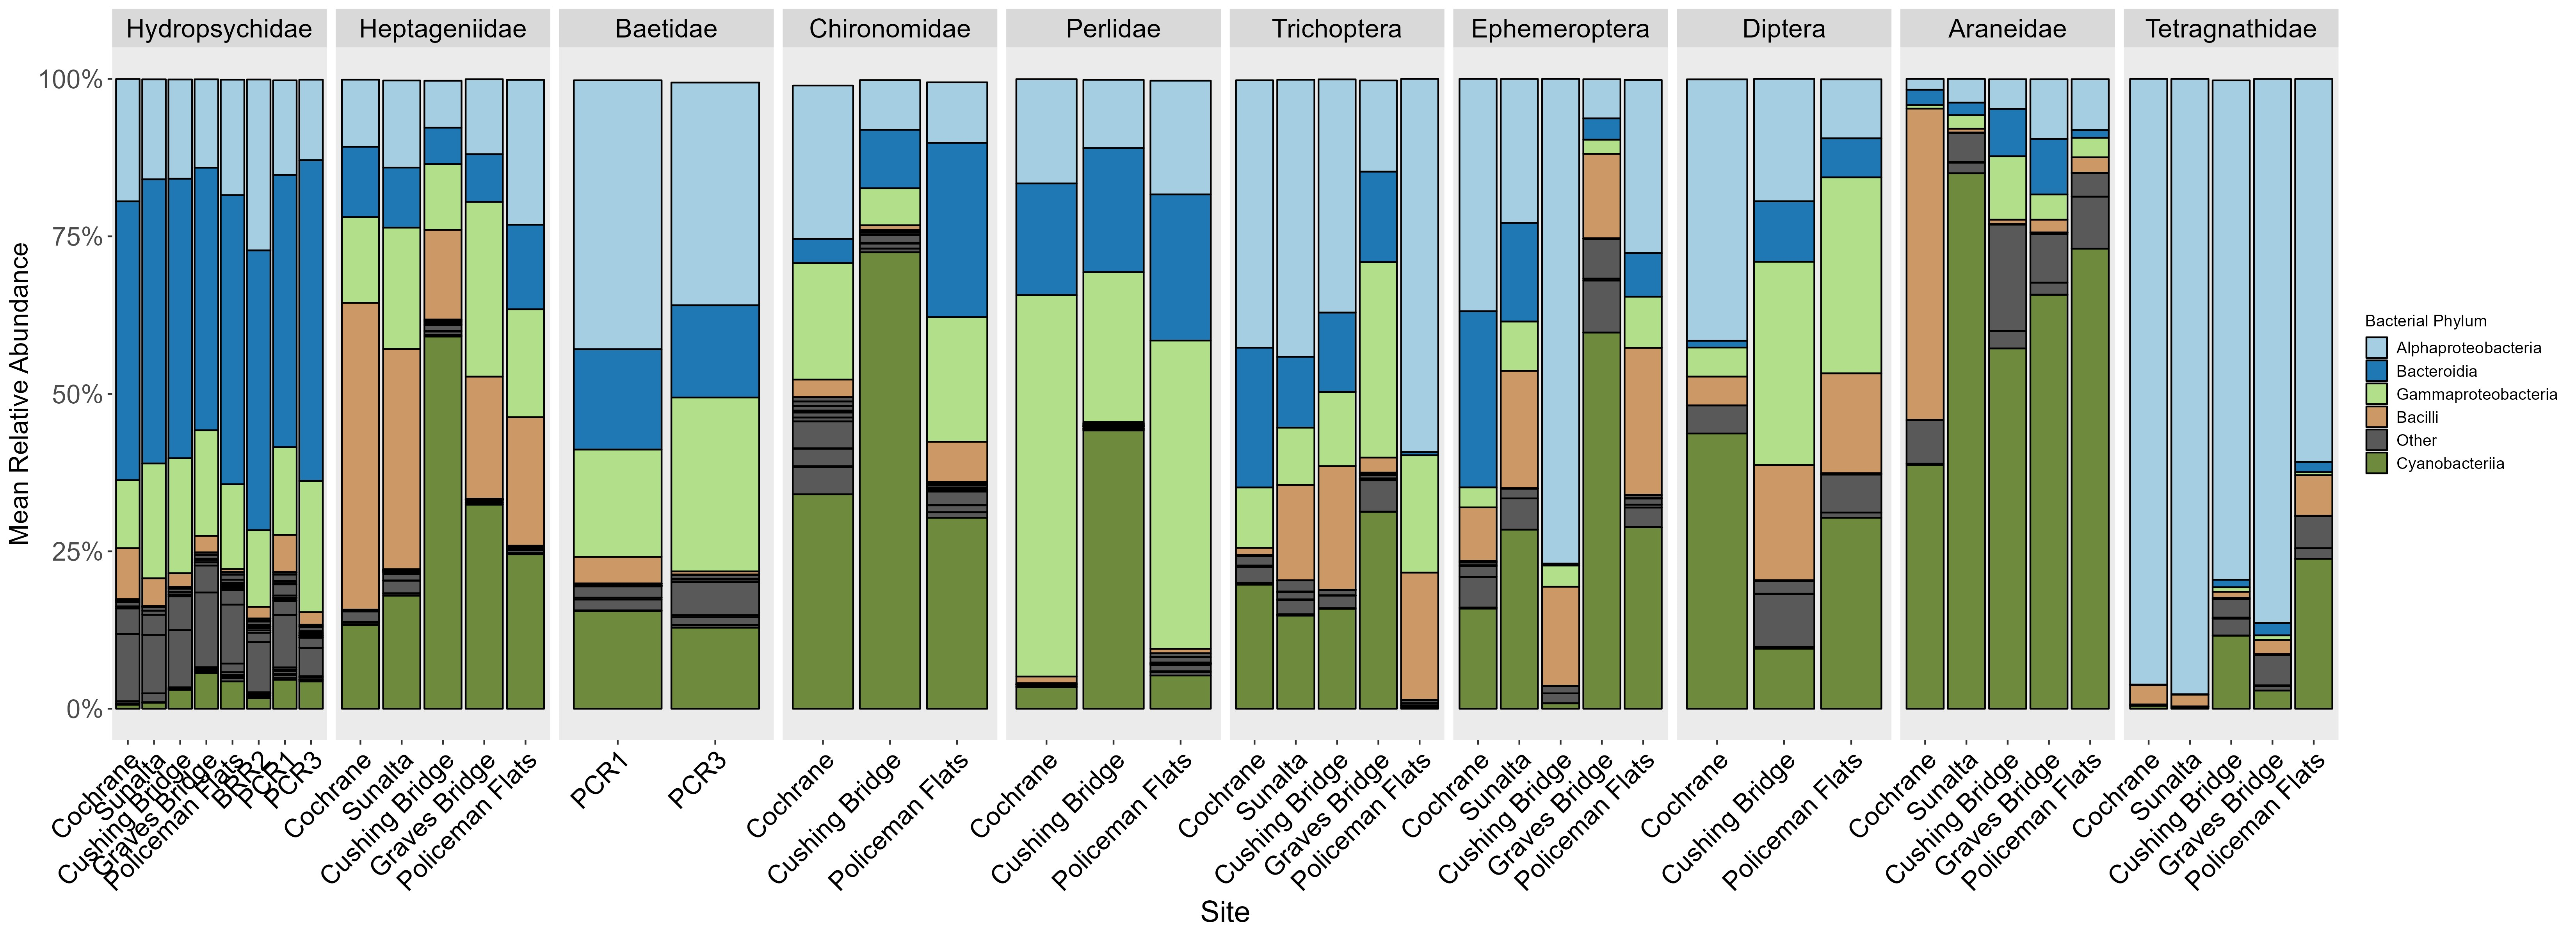 Hydropsychidae Heptageniidae Baetidae Chironomidae Perlidae Trichoptera Ephemeroptera Diptera Araneidae Tetragnathidae
100%
75%
50%
25%
0%
Mean Relative Abundance
Cochrane Sunalta Cushing Bridge Graves Bridge Policeman Flats BRR2 PCR1 PCR3
Cochrane Sunalta Cushing Bridge Graves Bridge Policeman Flats
PCR1 PCR3
Cochrane Cushing Bridge Policeman Flats
Cochrane Cushing Bridge Policeman Flats
Cochrane Sunalta Cushing Bridge Graves Bridge Policeman Flats
Cochrane Sunalta Cushing Bridge Graves Bridge Policeman Flats
Cochrane Cushing Bridge Policeman Flats
Cochrane Sunalta Cushing Bridge Graves Bridge Policeman Flats
Cochrane Sunalta Cushing Bridge Graves Bridge Policeman Flats
Site
Bacterial Phylum
Alphaproteobacteria
Bacteroidia
Gammaproteobacteria
Bacilli
Other
Cyanobacteriia